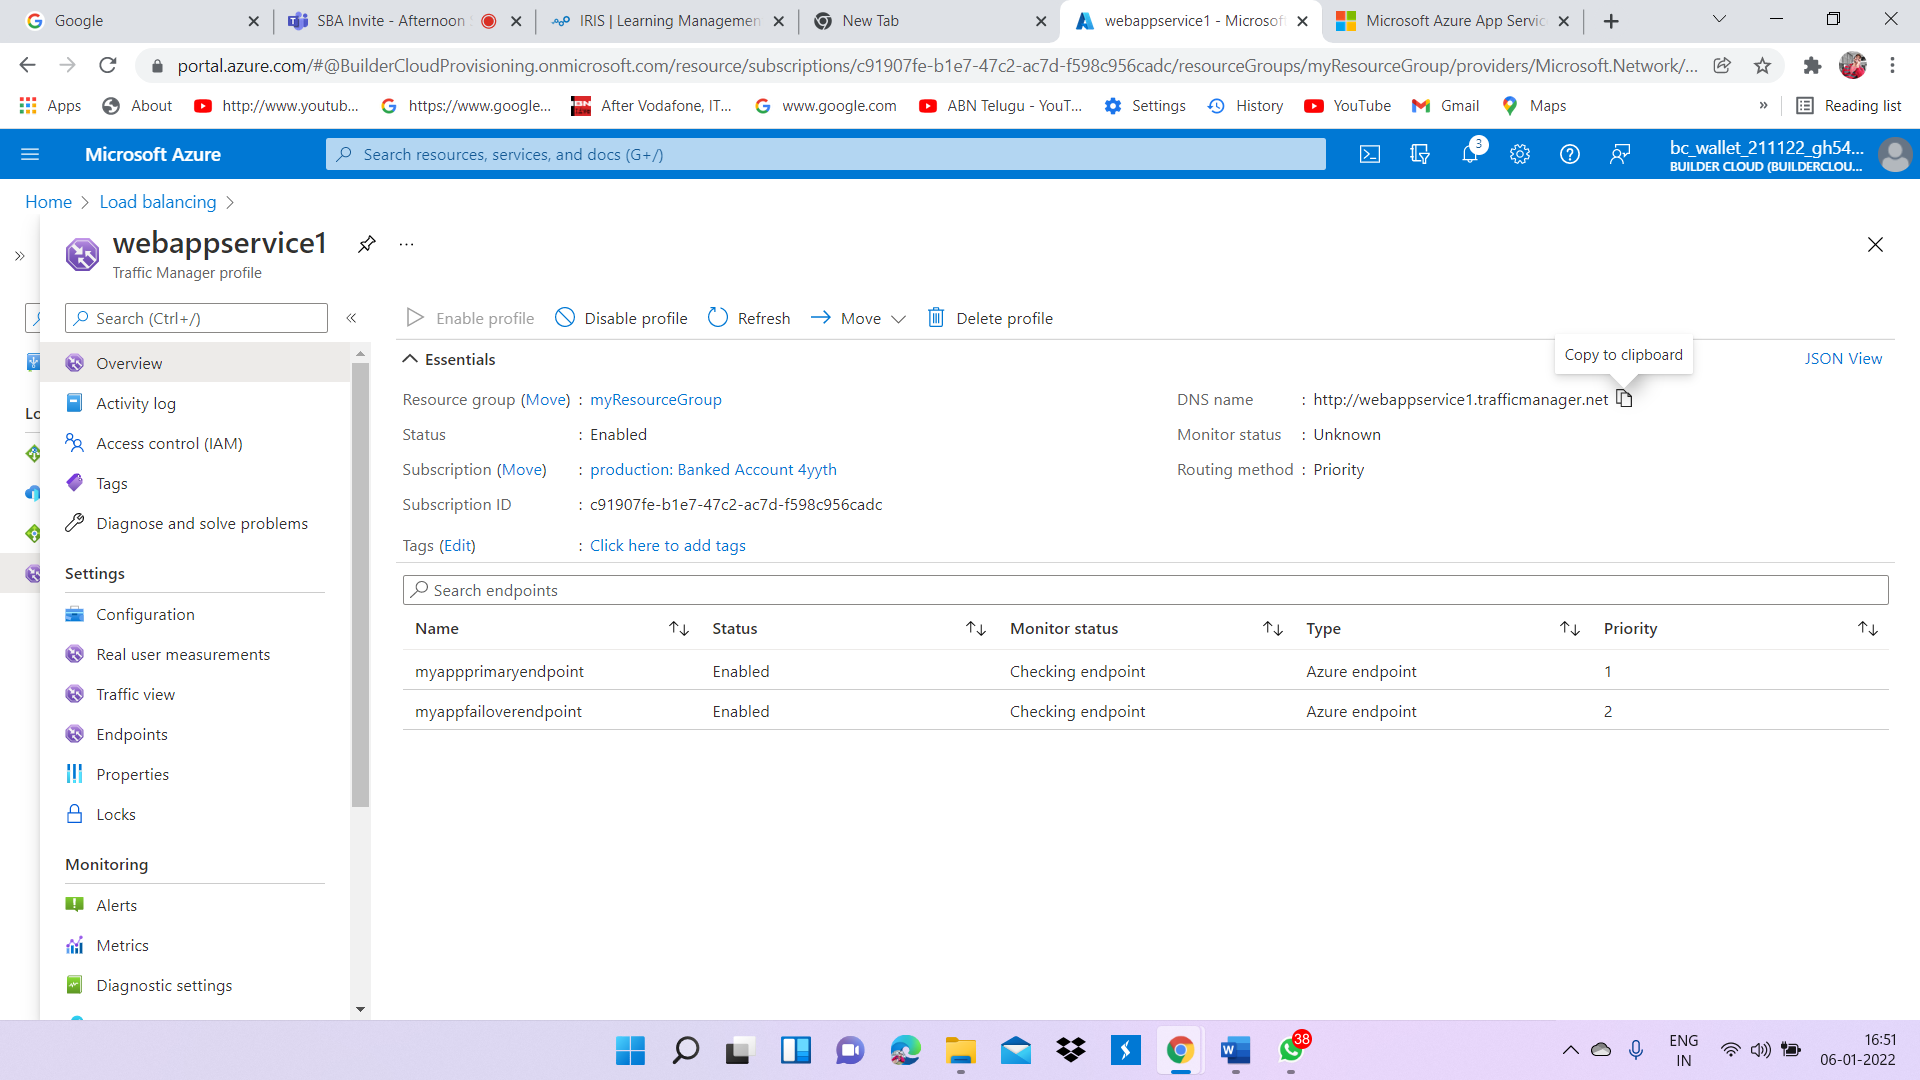 Google
SBA Invite - Afternoon
IRIS | Learning Managemen
New Tab
webappservice1 - Microsof
Microsoft Azure App Servic
portal.azure.com/#@BuilderCloudProvisioning.onmicrosoft.com/resource/subscriptions/c91907fe-b1e7-47c2-ac7d-f598c956cadc/resourceGroups/myResourceGroup/providers/Microsoft.Network/...
Apps
About
http://www.youtub...
https://www.google...
After Vodafone, IT...
www.google.com
ABN Telugu - YouT...
Settings
History
YouTube
Gmail
Maps
»
Reading list
Microsoft Azure
Search resources, services, and docs (G+/)
3
bc_wallet_211122_gh54...
BUILDER CLOUD (BUILDERCLOU...
Home > Load balancing >
webappservice1
...
Traffic Manager profile
Search (Ctrl+/)
«
Enable profile
Disable profile
Refresh
Move
Delete profile
Copy to clipboard
Overview
Activity log
Access control (IAM)
Tags
Diagnose and solve problems
Settings
Configuration
Real user measurements
Traffic view
Endpoints
Properties
Locks
Monitoring
Alerts
Metrics
Diagnostic settings
Essentials
JSON View
Resource group (Move) : myResourceGroup
Status : Enabled
Subscription (Move) : production: Banked Account 4yyth
Subscription ID : c91907fe-b1e7-47c2-ac7d-f598c956cadc
Tags (Edit) : Click here to add tags
DNS name : http://webappservice1.trafficmanager.net
Monitor status : Unknown
Routing method : Priority
Search endpoints
Name Status Monitor status Type Priority
myappprimaryendpoint Enabled Checking endpoint Azure endpoint 1
myappfailoverendpoint Enabled Checking endpoint Azure endpoint 2
38
ENG
IN
16:51
06-01-2022